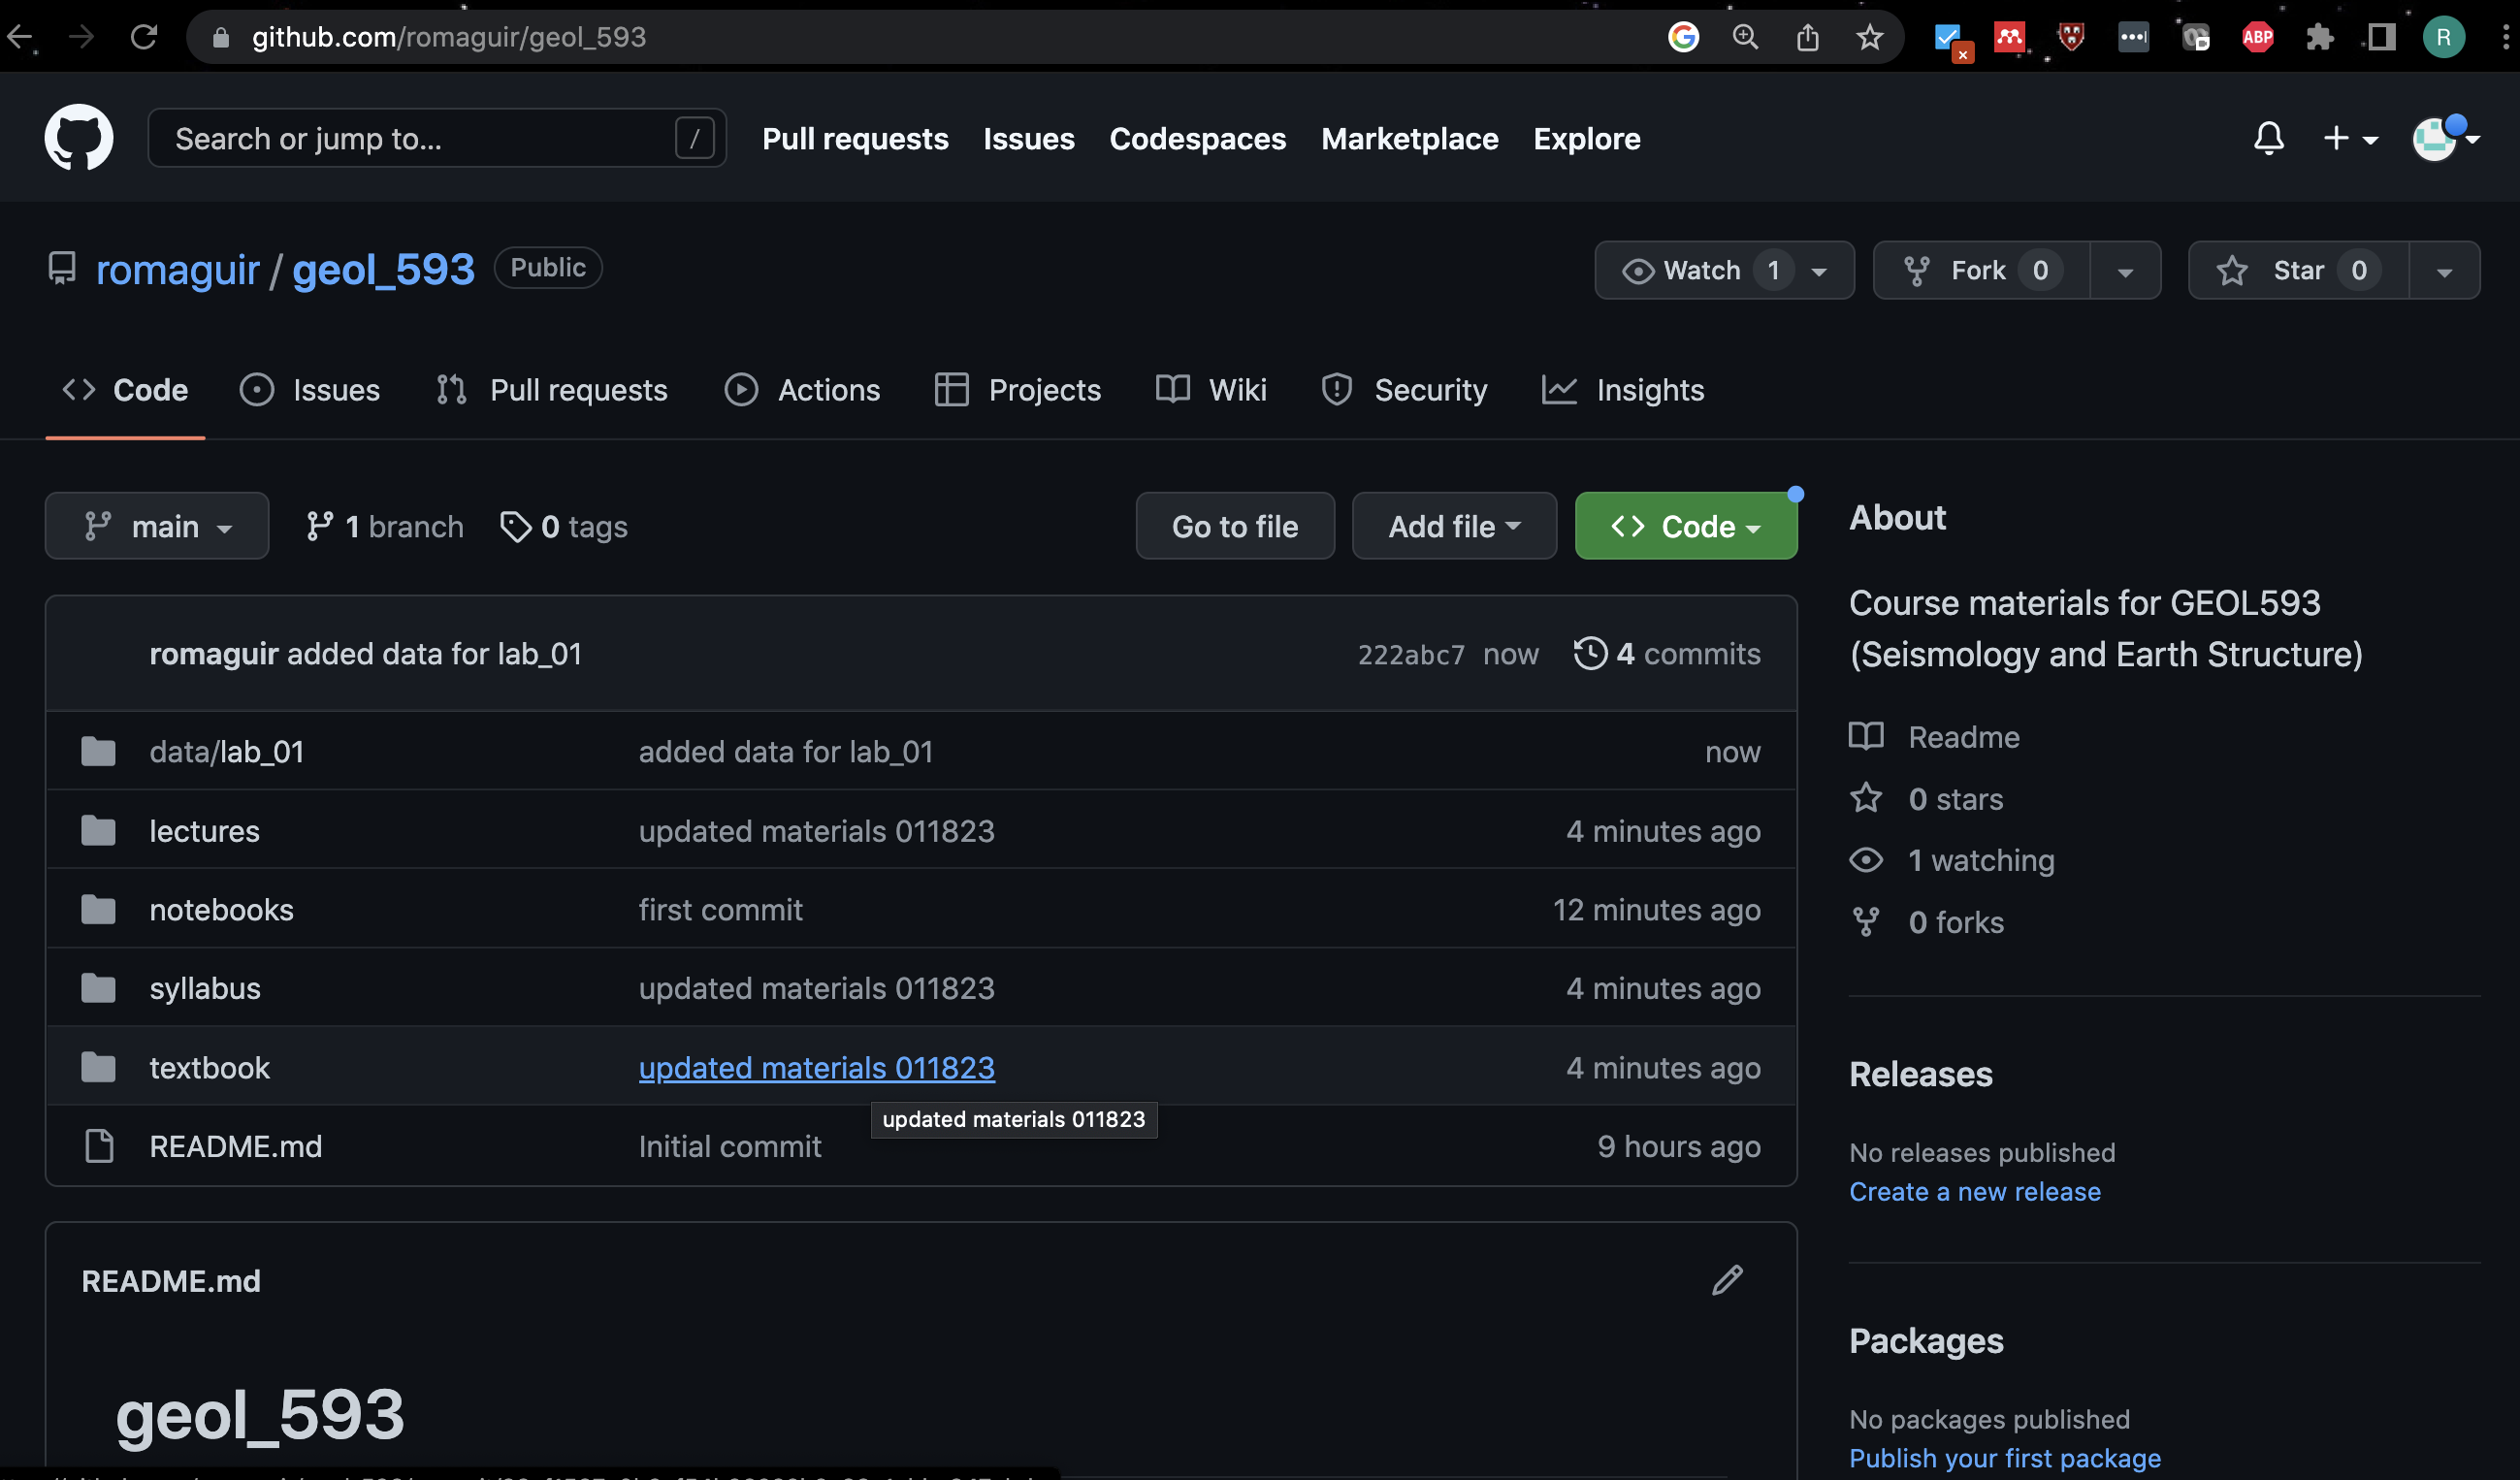 github.com/romaguir/geol_593
ABP
R
Search or jump to... /
Pull requests Issues Codespaces Marketplace Explore
romaguir / geol_593 Public
Watch 1 Fork 0 Star 0
Code Issues Pull requests Actions Projects Wiki Security Insights
main 1 branch 0 tags Go to file Add file Code
romaguir added data for lab_01 222abc7 now 4 commits
data/lab_01 added data for lab_01 now
lectures updated materials 011823 4 minutes ago
notebooks first commit 12 minutes ago
syllabus updated materials 011823 4 minutes ago
textbook updated materials 011823 4 minutes ago
updated materials 011823
README.md Initial commit 9 hours ago
README.md
geol_593
About
Course materials for GEOL593
(Seismology and Earth Structure)
Readme
0 stars
1 watching
0 forks
Releases
No releases published
Create a new release
Packages
No packages published
Publish your first package